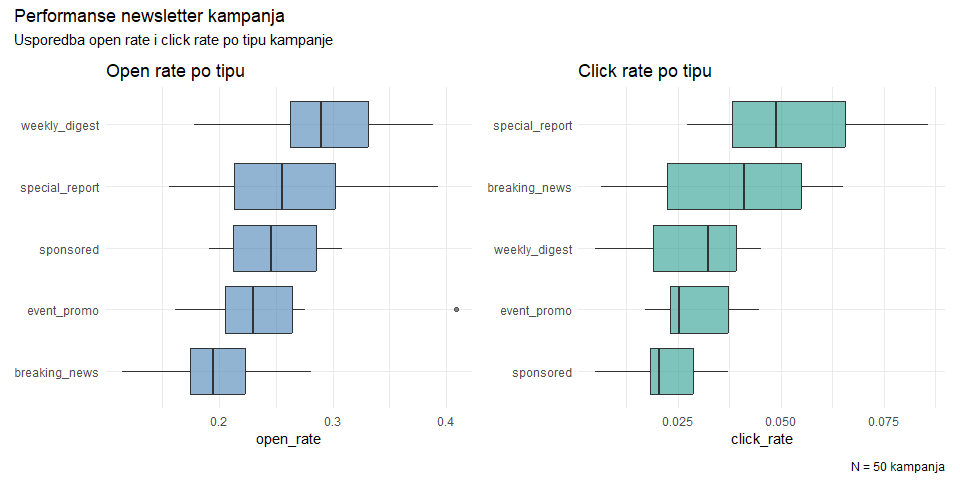 Performanse newsletter kampanja
Usporedba open rate i click rate po tipu kampanje
Open rate po tipu
weekly_digest
special_report
sponsored
event_promo
breaking_news
0.2 0.3 0.4
open_rate
Click rate po tipu
special_report
breaking_news
weekly_digest
event_promo
sponsored
0.025 0.050 0.075
click_rate
N = 50 kampanja